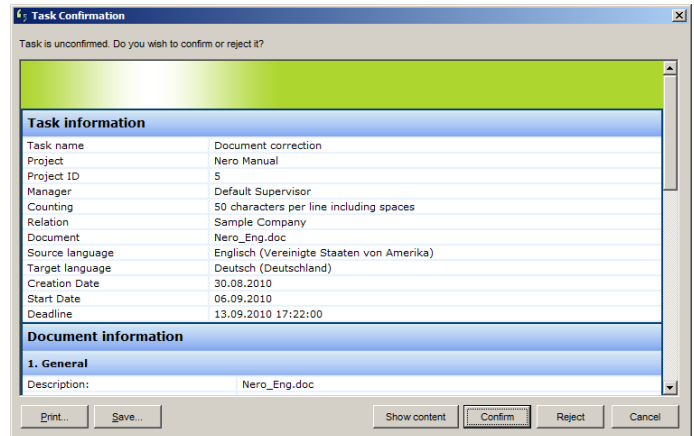 Task Confirmation
Task is unconfirmed. Do you wish to confirm or reject it?
Task information
Task name Document correction
Project Nero Manual
Project ID 5
Manager Default Supervisor
Counting 50 characters per line including spaces
Relation Sample Company
Document Nero_Eng.doc
Source language Englisch (Vereinigte Staaten von Amerika)
Target language Deutsch (Deutschland)
Creation Date 30.08.2010
Start Date 06.09.2010
Deadline 13.09.2010 17:22:00
Document information
1. General
Description: Nero_Eng.doc
Print... Save... Show content Confirm Reject Cancel